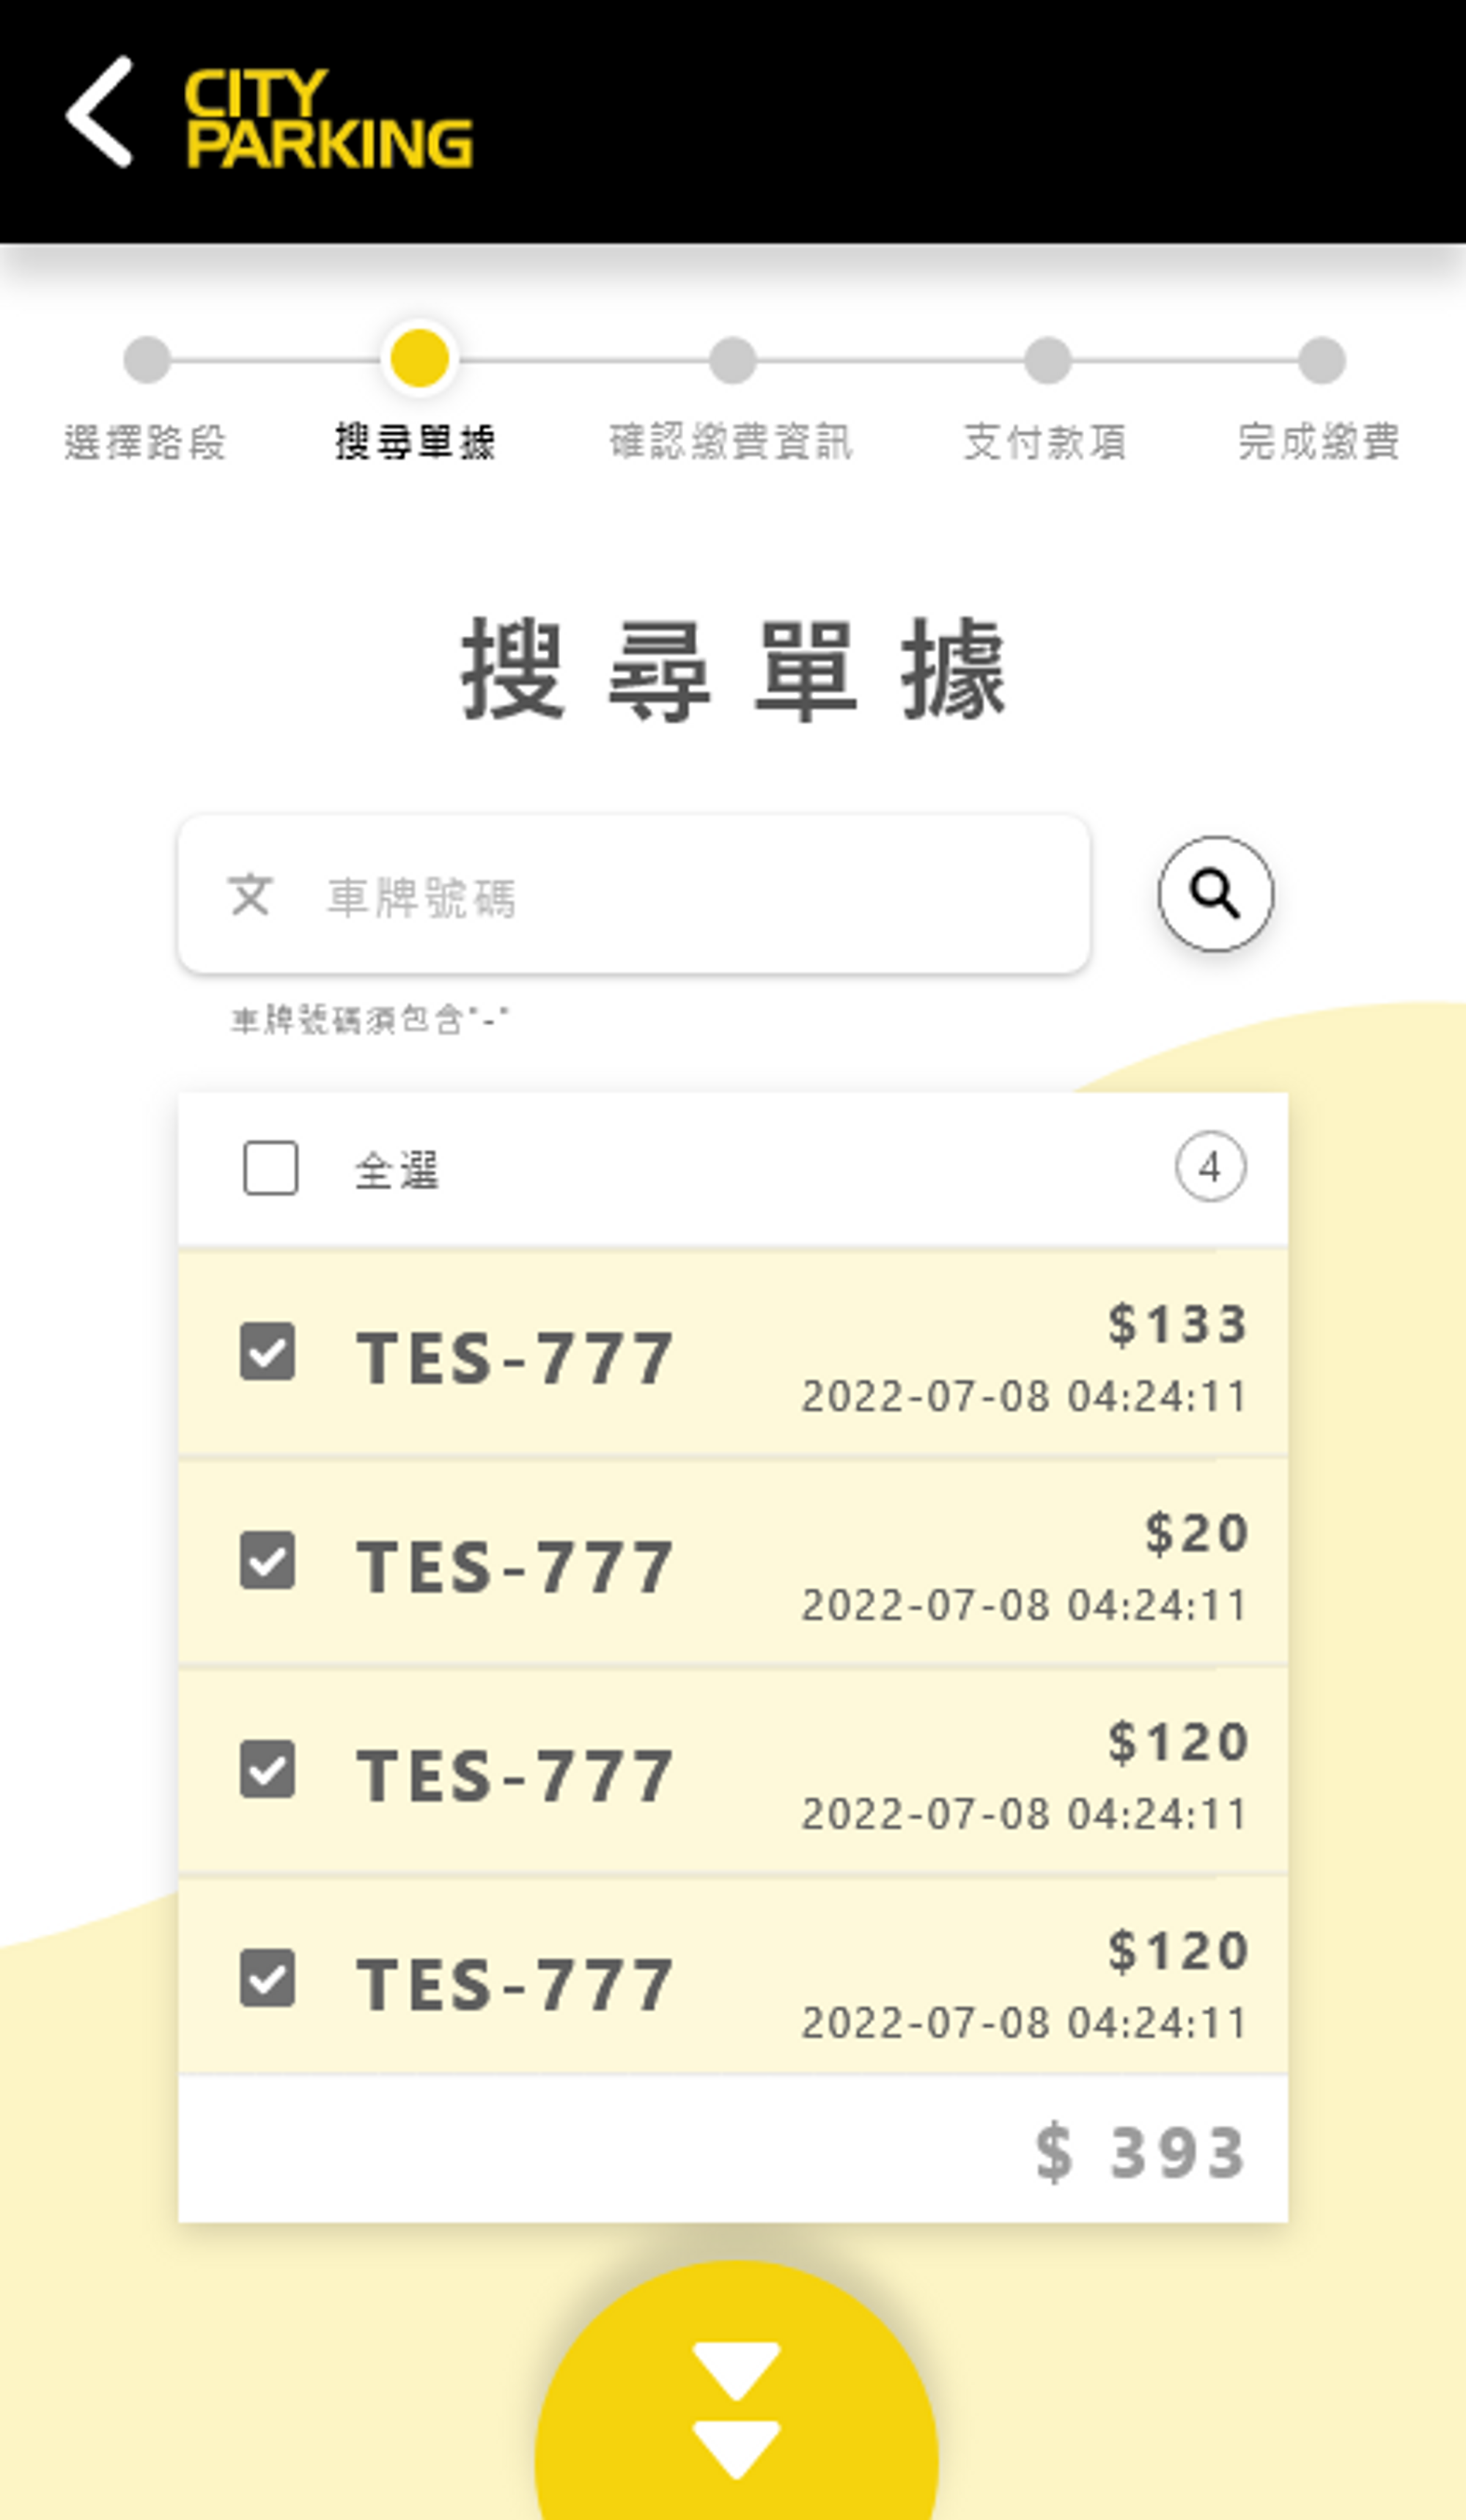 CITY
PARKING
選擇路段 搜尋單據 確認繳費資訊 支付款項 完成繳費
搜尋單據
文 車牌號碼
車牌號碼須包含"-"
全選 4
TES-777 $133
2022-07-08 04:24:11
TES-777 $20
2022-07-08 04:24:11
TES-777 $120
2022-07-08 04:24:11
TES-777 $120
2022-07-08 04:24:11
$ 393